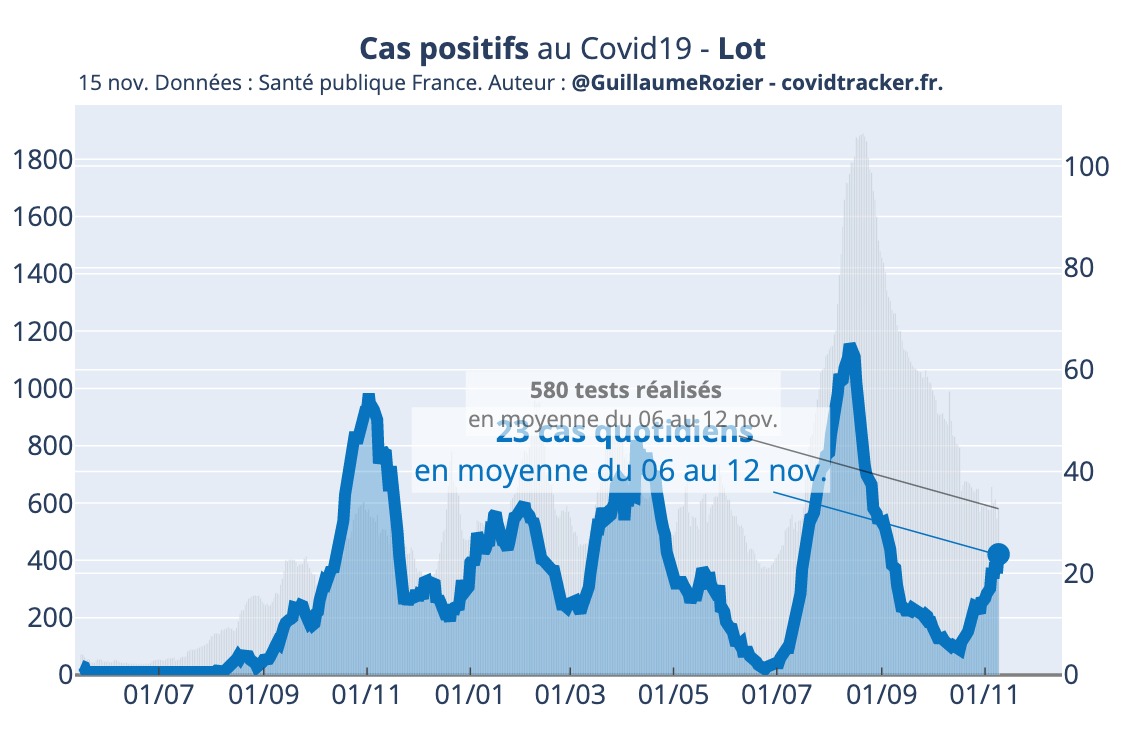 Cas positifs au Covid19 - Lot
15 nov. Données : Santé publique France. Auteur : @GuillaumeRozier - covidtracker.fr.
1800
1600
1400
1200
1000
800
600
400
200
0
100
80
60
40
20
0
580 tests réalisés
en moyenne du 06 au 12 nov.
23 cas quotidiens
en moyenne du 06 au 12 nov.
01/07 01/09 01/11 01/01 01/03 01/05 01/07 01/09 01/11